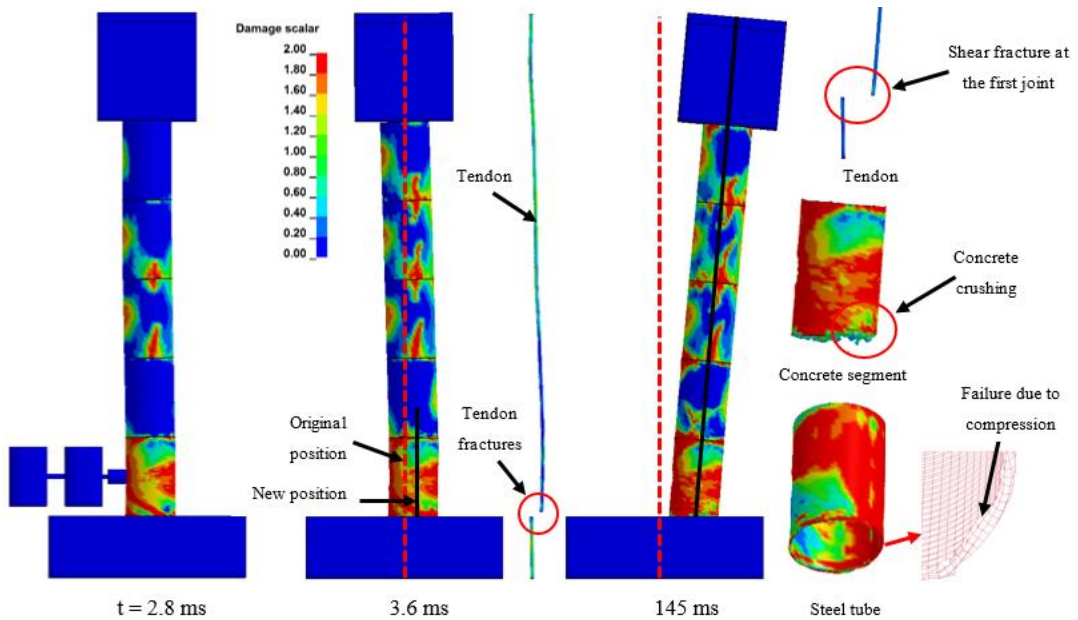 Damage scalar
2.00
1.80
1.60
1.40
1.20
1.00
0.80
0.60
0.40
0.20
0.00
Tendon
Original
position
New position
Tendon
fractures
Shear fracture at
the first joint
Tendon
Concrete
crushing
Concrete segment
Failure due to
compression
t = 2.8 ms
3.6 ms
145 ms
Steel tube